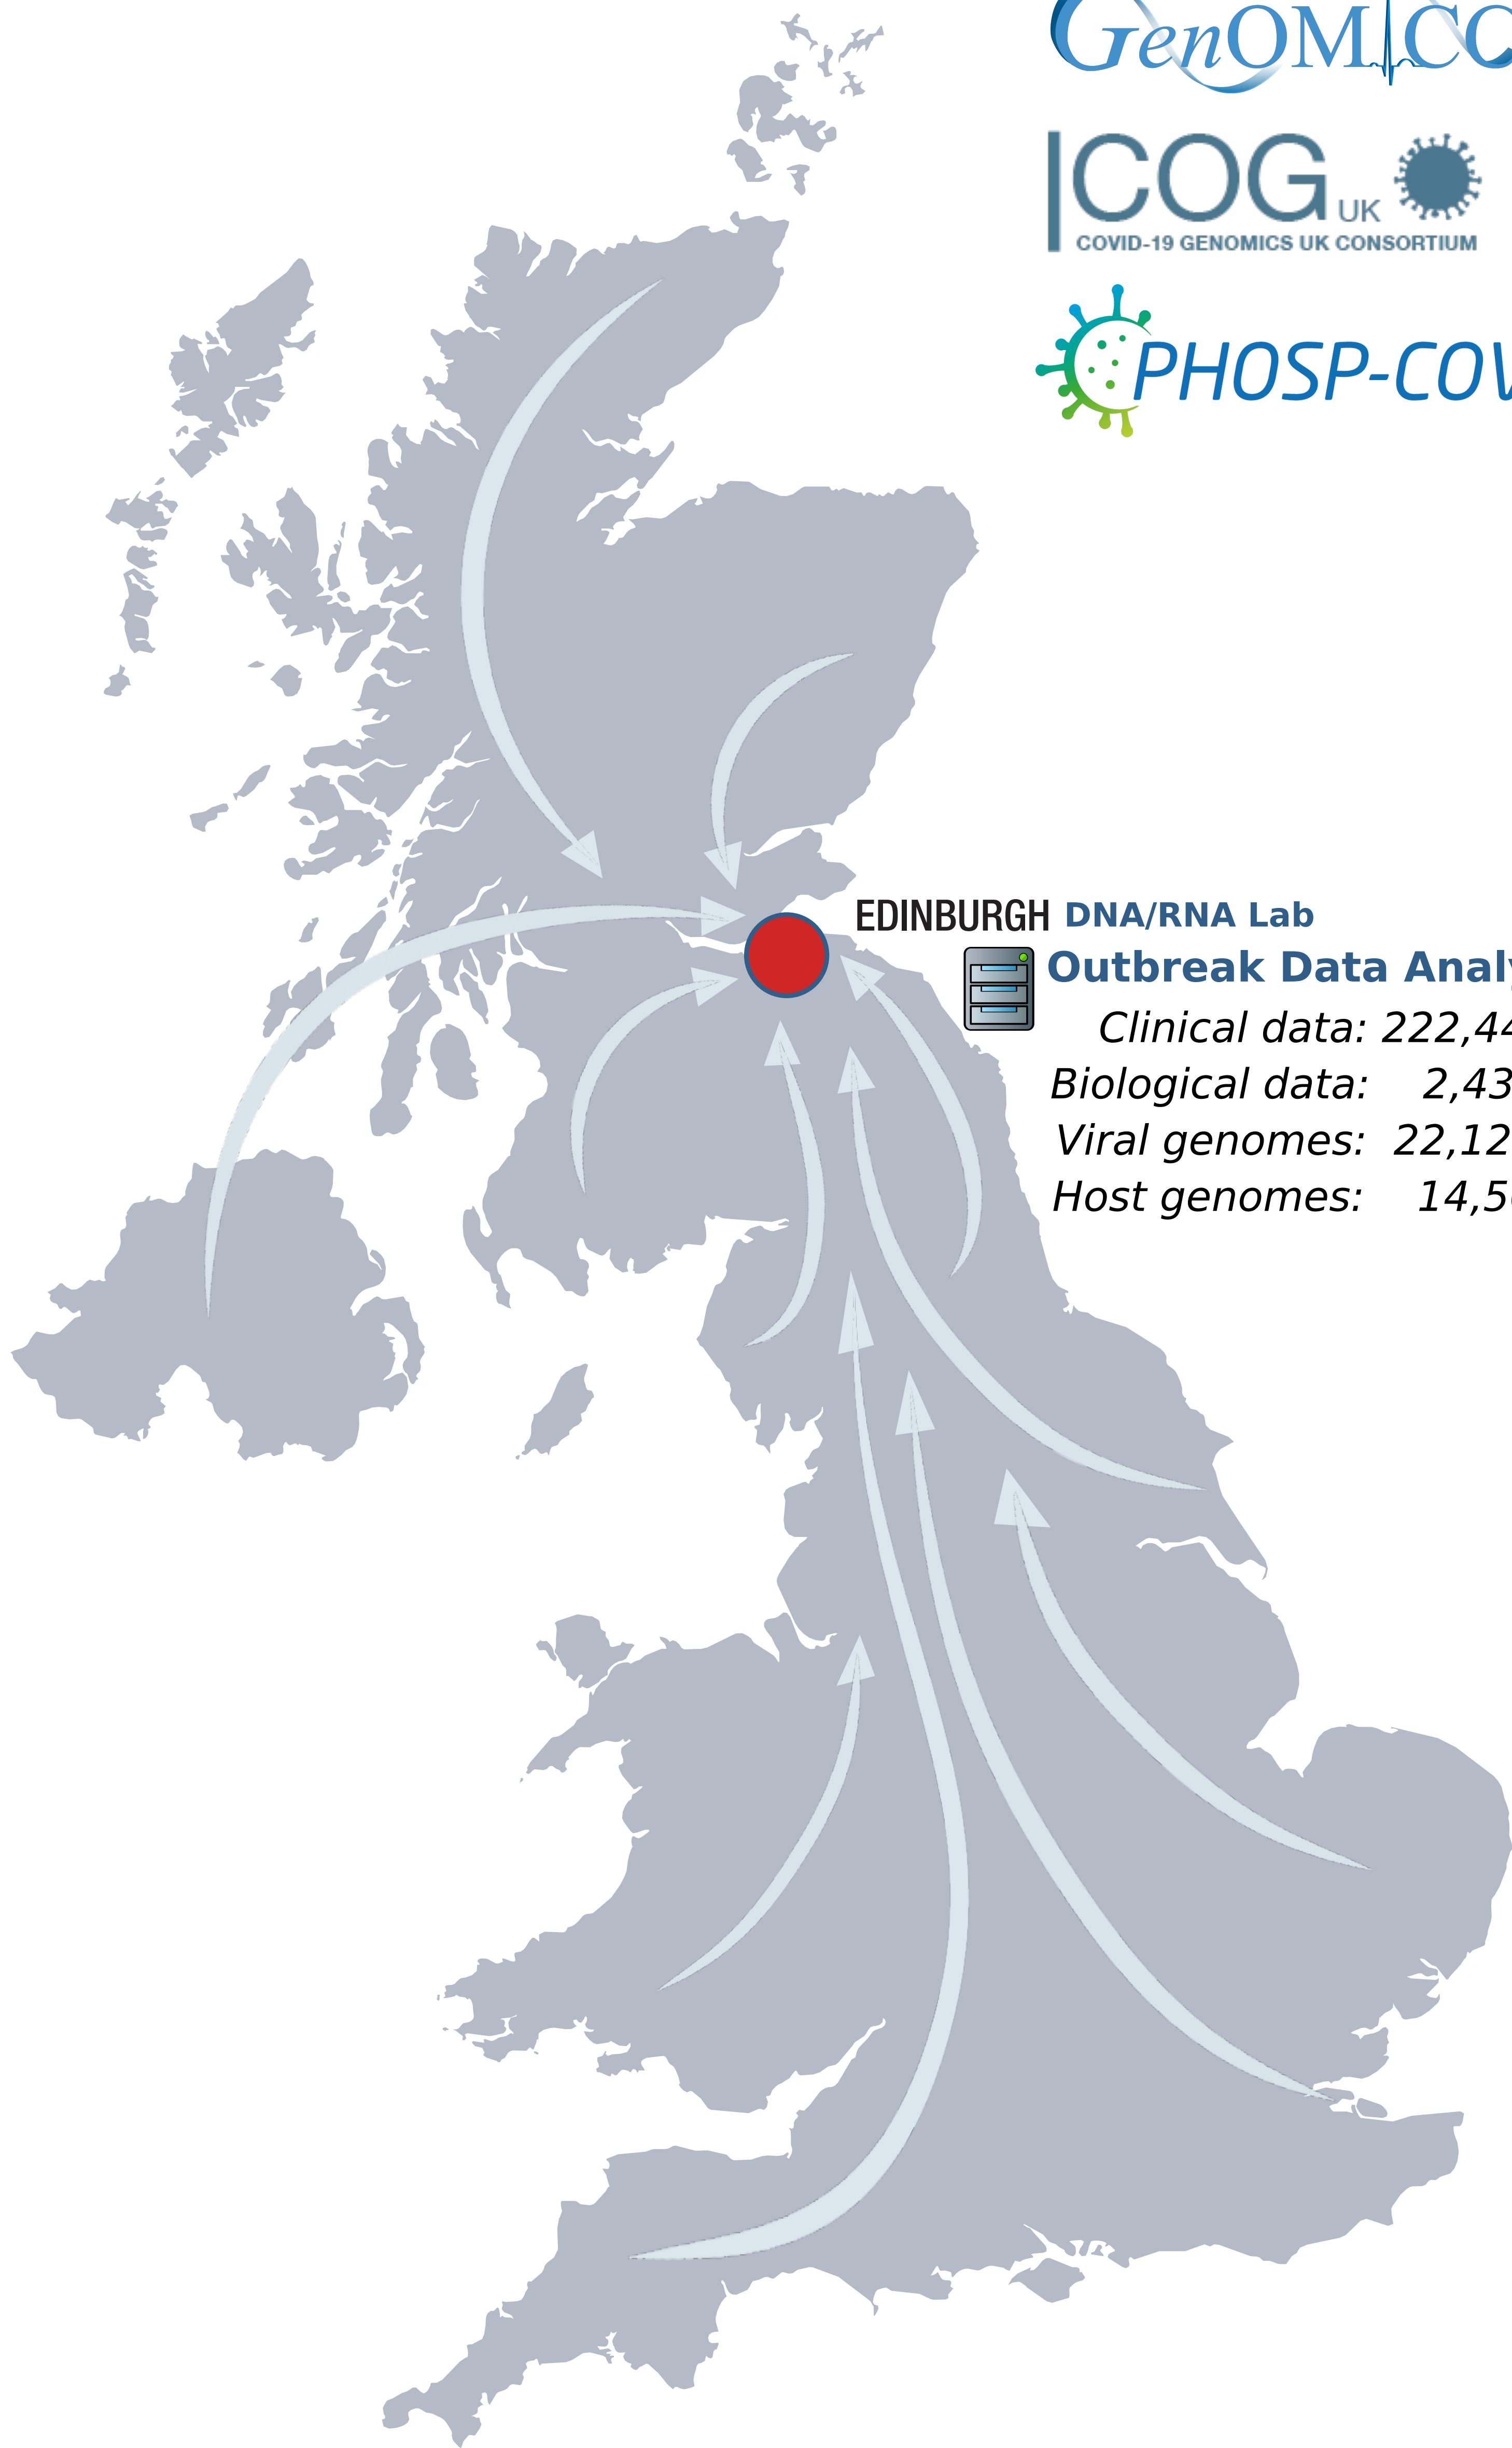 GenOMICC
COG UK
COVID-19 GENOMICS UK CONSORTIUM
PHOSP-COV
EDINBURGH DNA/RNA Lab
Outbreak Data Analy
Clinical data: 222,44
Biological data: 2,43
Viral genomes: 22,12
Host genomes: 14,5